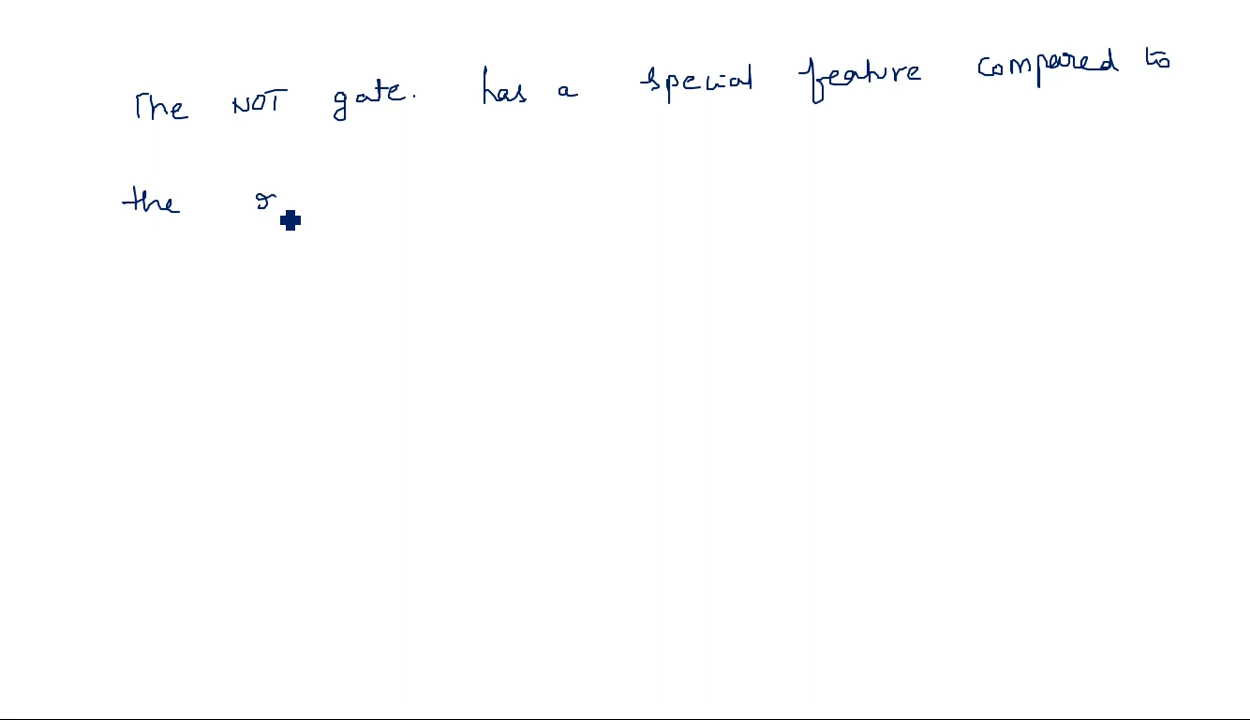 The NOT gate. has a special feature compared to
the